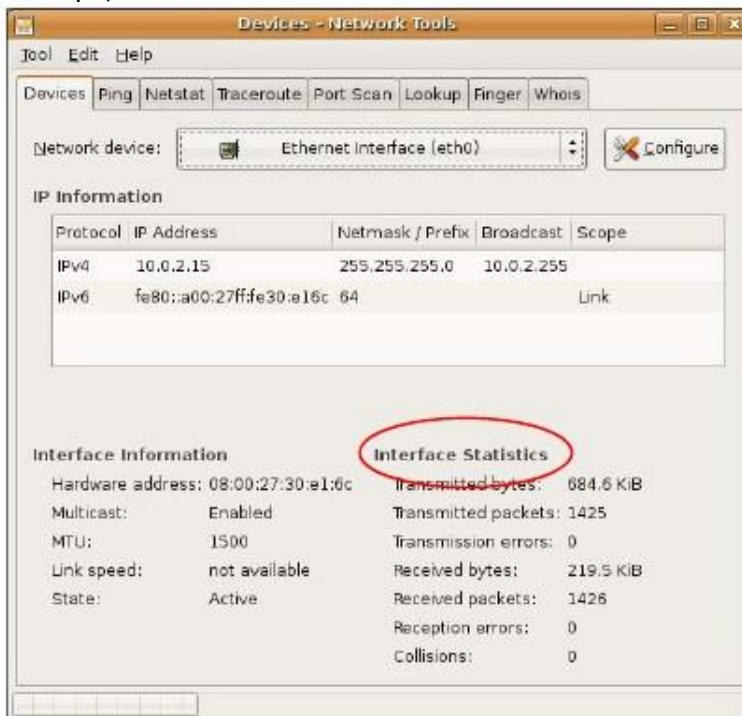 Devices - Network Tools
Tool Edit Help
Devices Ping Netstat Traceroute Port Scan Lookup Finger Whois
Network device: Ethernet Interface (eth0) Configure
IP Information
Protocol IP Address Netmask / Prefix Broadcast Scope
IPv4 10.0.2.15 255.255.255.0 10.0.2.255
IPv6 fe80::a00:27ff:fe30:e16c 64 Link
Interface Information Interface Statistics
Hardware address: 08:00:27:30:e1:6c Transmitted bytes: 684.6 KiB
Multicast: Enabled Transmitted packets: 1425
MTU: 1500 Transmission errors: 0
Link speed: not available Received bytes: 219.5 KiB
State: Active Received packets: 1426
Reception errors: 0
Collisions: 0